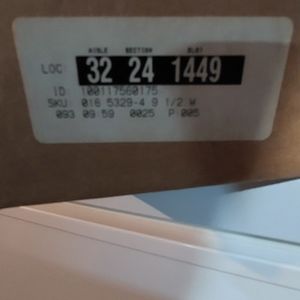 AISLE SECTION SLOT
LOC: 32 24 1449
ID: 100117560175
SKU: 016 5329-4 9 1/2 W
093 09 59 0025 P:005